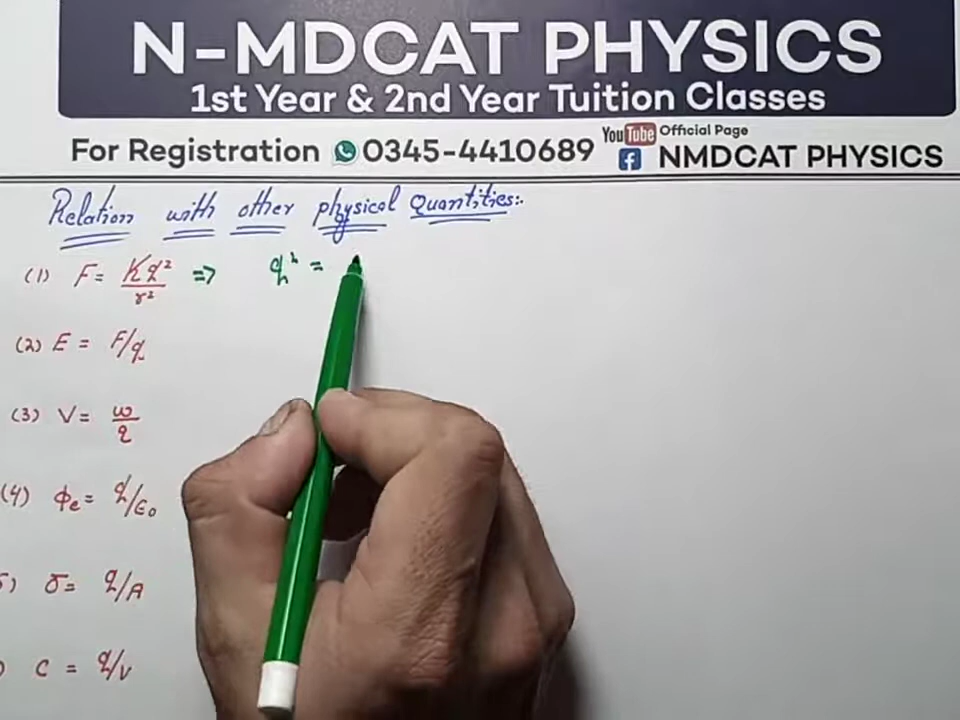 N-MDCAT PHYSICS
1st Year & 2nd Year Tuition Classes
For Registration 0345-4410689 YouTube Official Page
NMDCAT PHYSICS
Relation with other physical Quantities:-
(1) F = Kq²/r² => q² =
(2) E = F/q
(3) V = w/q
(4) Φe = q/ε₀
5) σ = q/A
) C = q/V